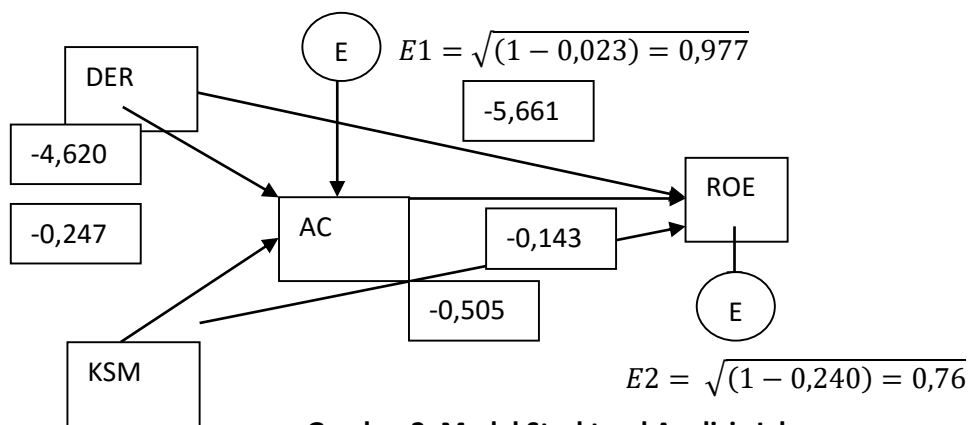 E
E1 = √(1 − 0,023) = 0,977
DER
-5,661
-4,620
ROE
-0,247
AC
-0,143
-0,505
E
KSM
E2 = √(1 − 0,240) = 0,76